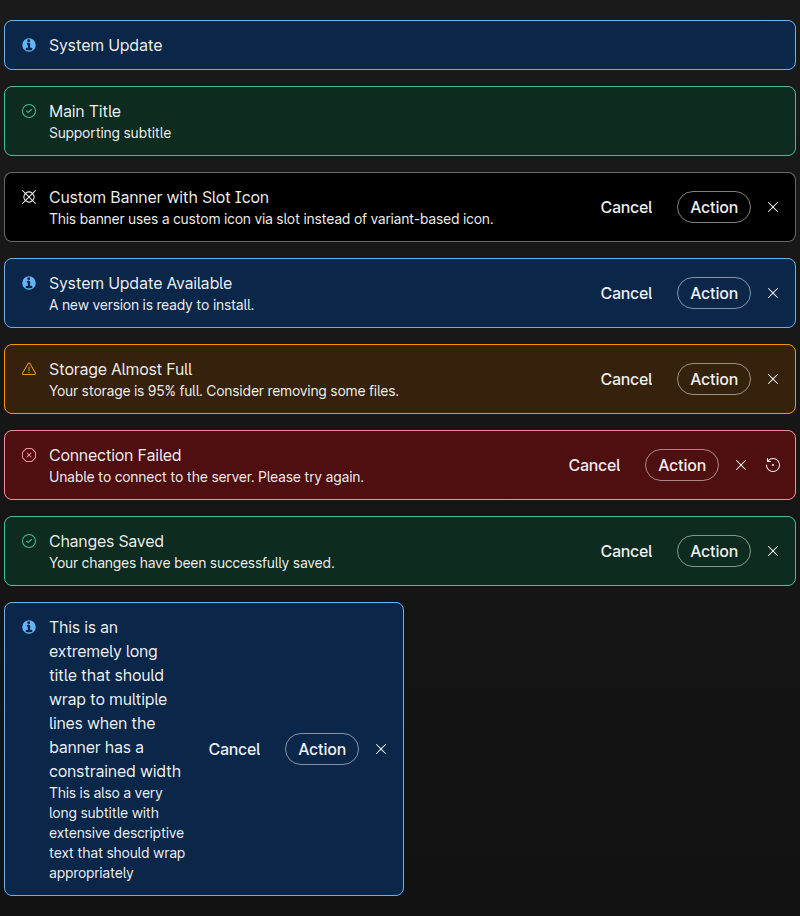 System Update
Main Title
Supporting subtitle
Custom Banner with Slot Icon
This banner uses a custom icon via slot instead of variant-based icon.
Cancel Action
System Update Available
A new version is ready to install.
Cancel Action
Storage Almost Full
Your storage is 95% full. Consider removing some files.
Cancel Action
Connection Failed
Unable to connect to the server. Please try again.
Cancel Action
Changes Saved
Your changes have been successfully saved.
Cancel Action
This is an
extremely long
title that should
wrap to multiple
lines when the
banner has a
constrained width
This is also a very
long subtitle with
extensive descriptive
text that should wrap
appropriately
Cancel Action